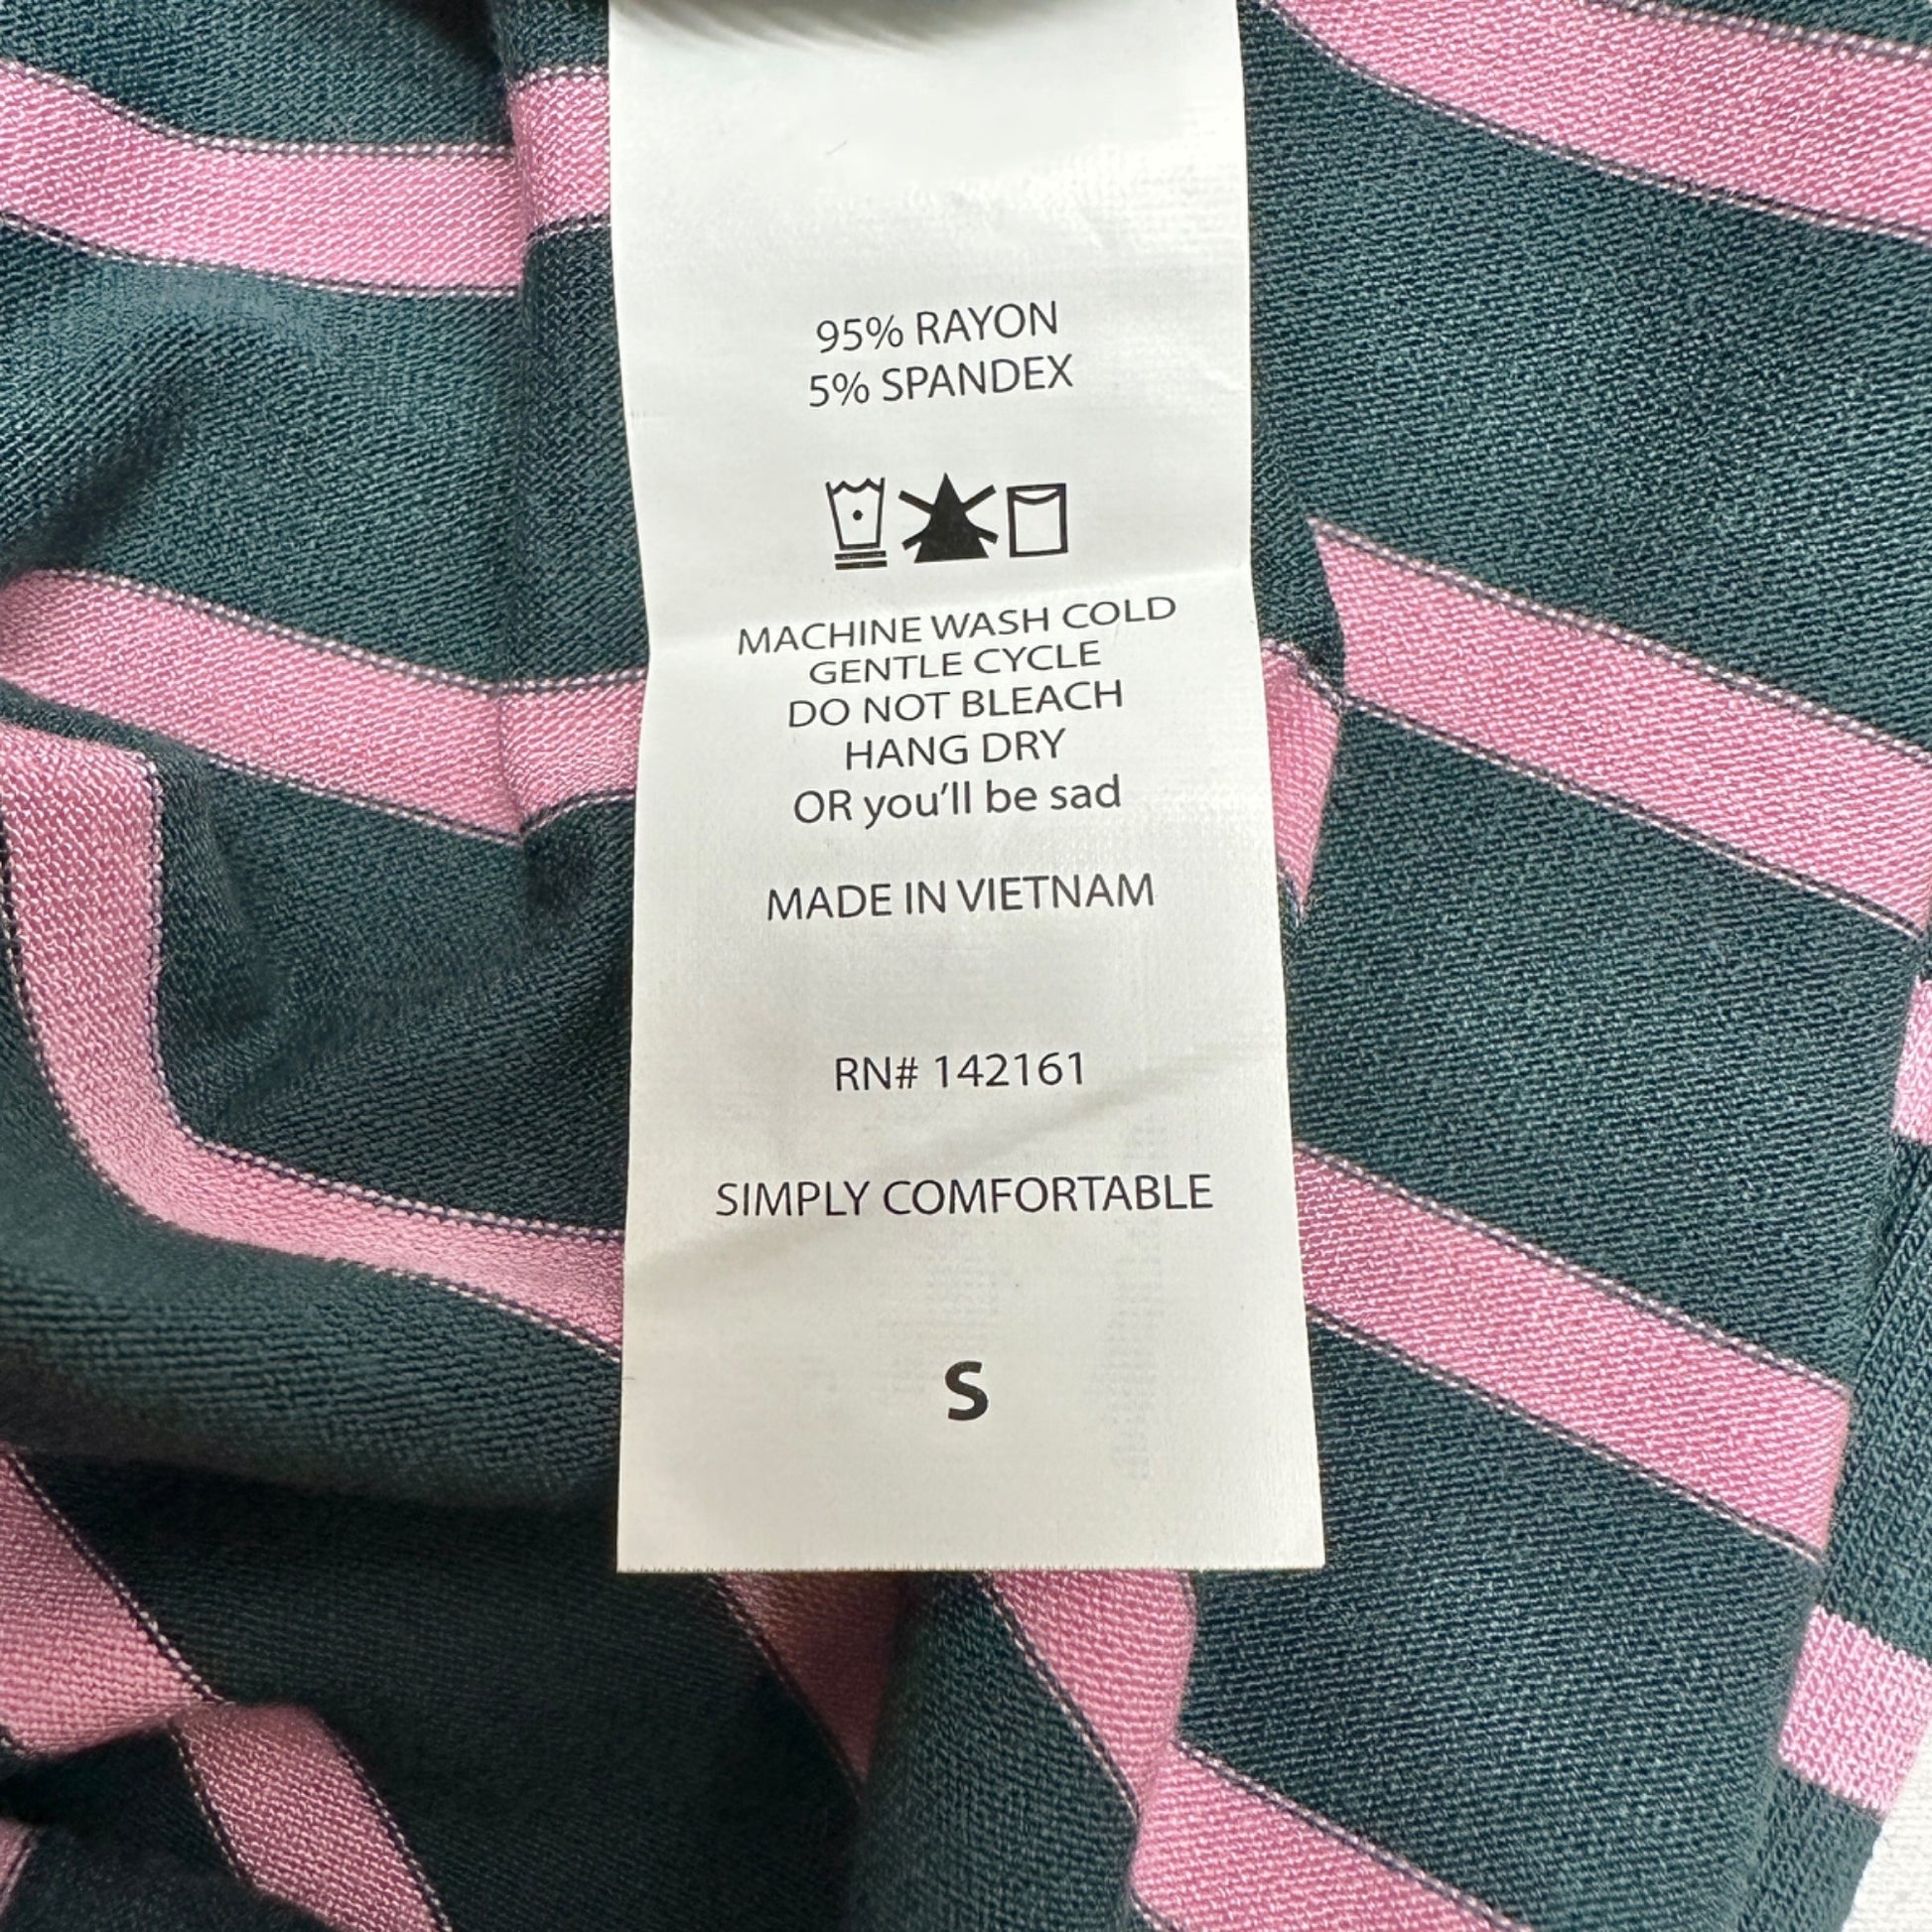 95% RAYON
5% SPANDEX
MACHINE WASH COLD
GENTLE CYCLE
DO NOT BLEACH
HANG DRY
OR you'll be sad
MADE IN VIETNAM
RN# 142161
SIMPLY COMFORTABLE
S